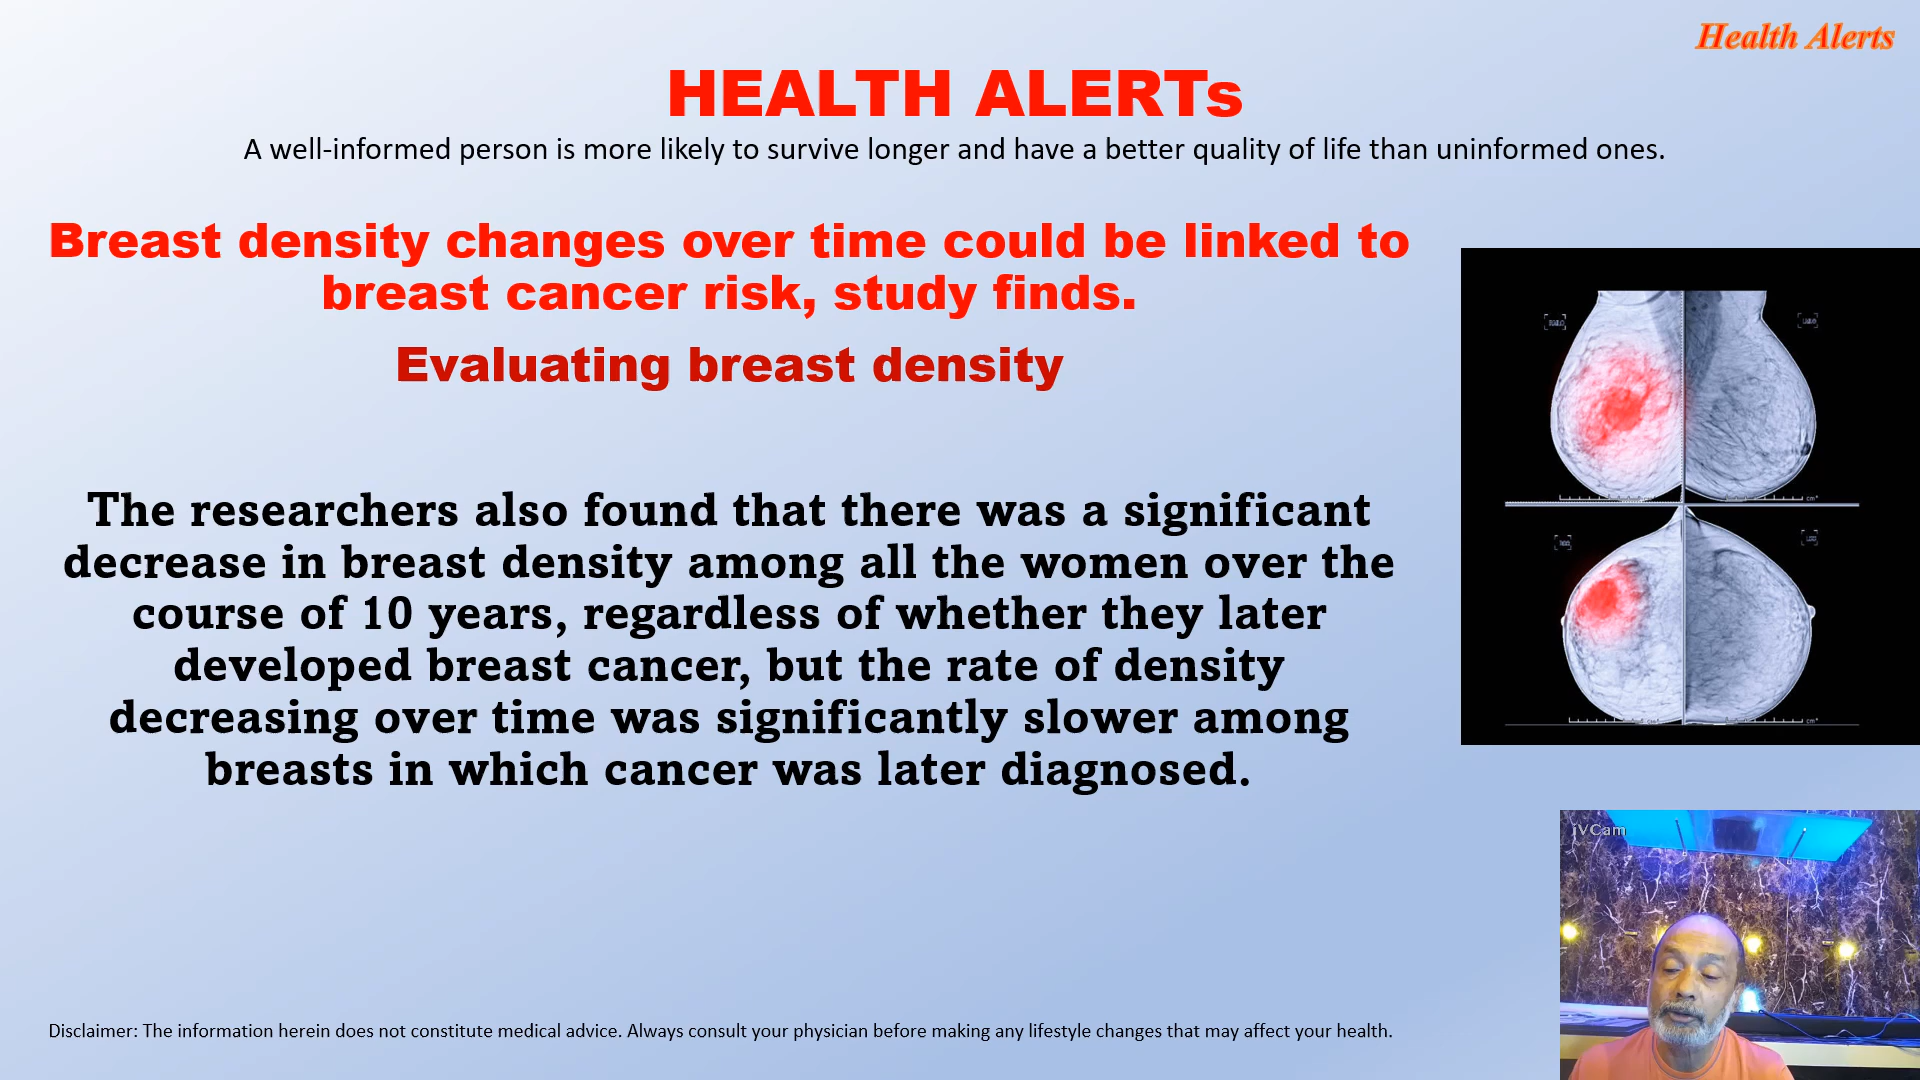 Health Alerts
HEALTH ALERTs
A well-informed person is more likely to survive longer and have a better quality of life than uninformed ones.
Breast density changes over time could be linked to
breast cancer risk, study finds.
Evaluating breast density
The researchers also found that there was a significant
decrease in breast density among all the women over the
course of 10 years, regardless of whether they later
developed breast cancer, but the rate of density
decreasing over time was significantly slower among
breasts in which cancer was later diagnosed.
iVCam
Disclaimer: The information herein does not constitute medical advice. Always consult your physician before making any lifestyle changes that may affect your health.